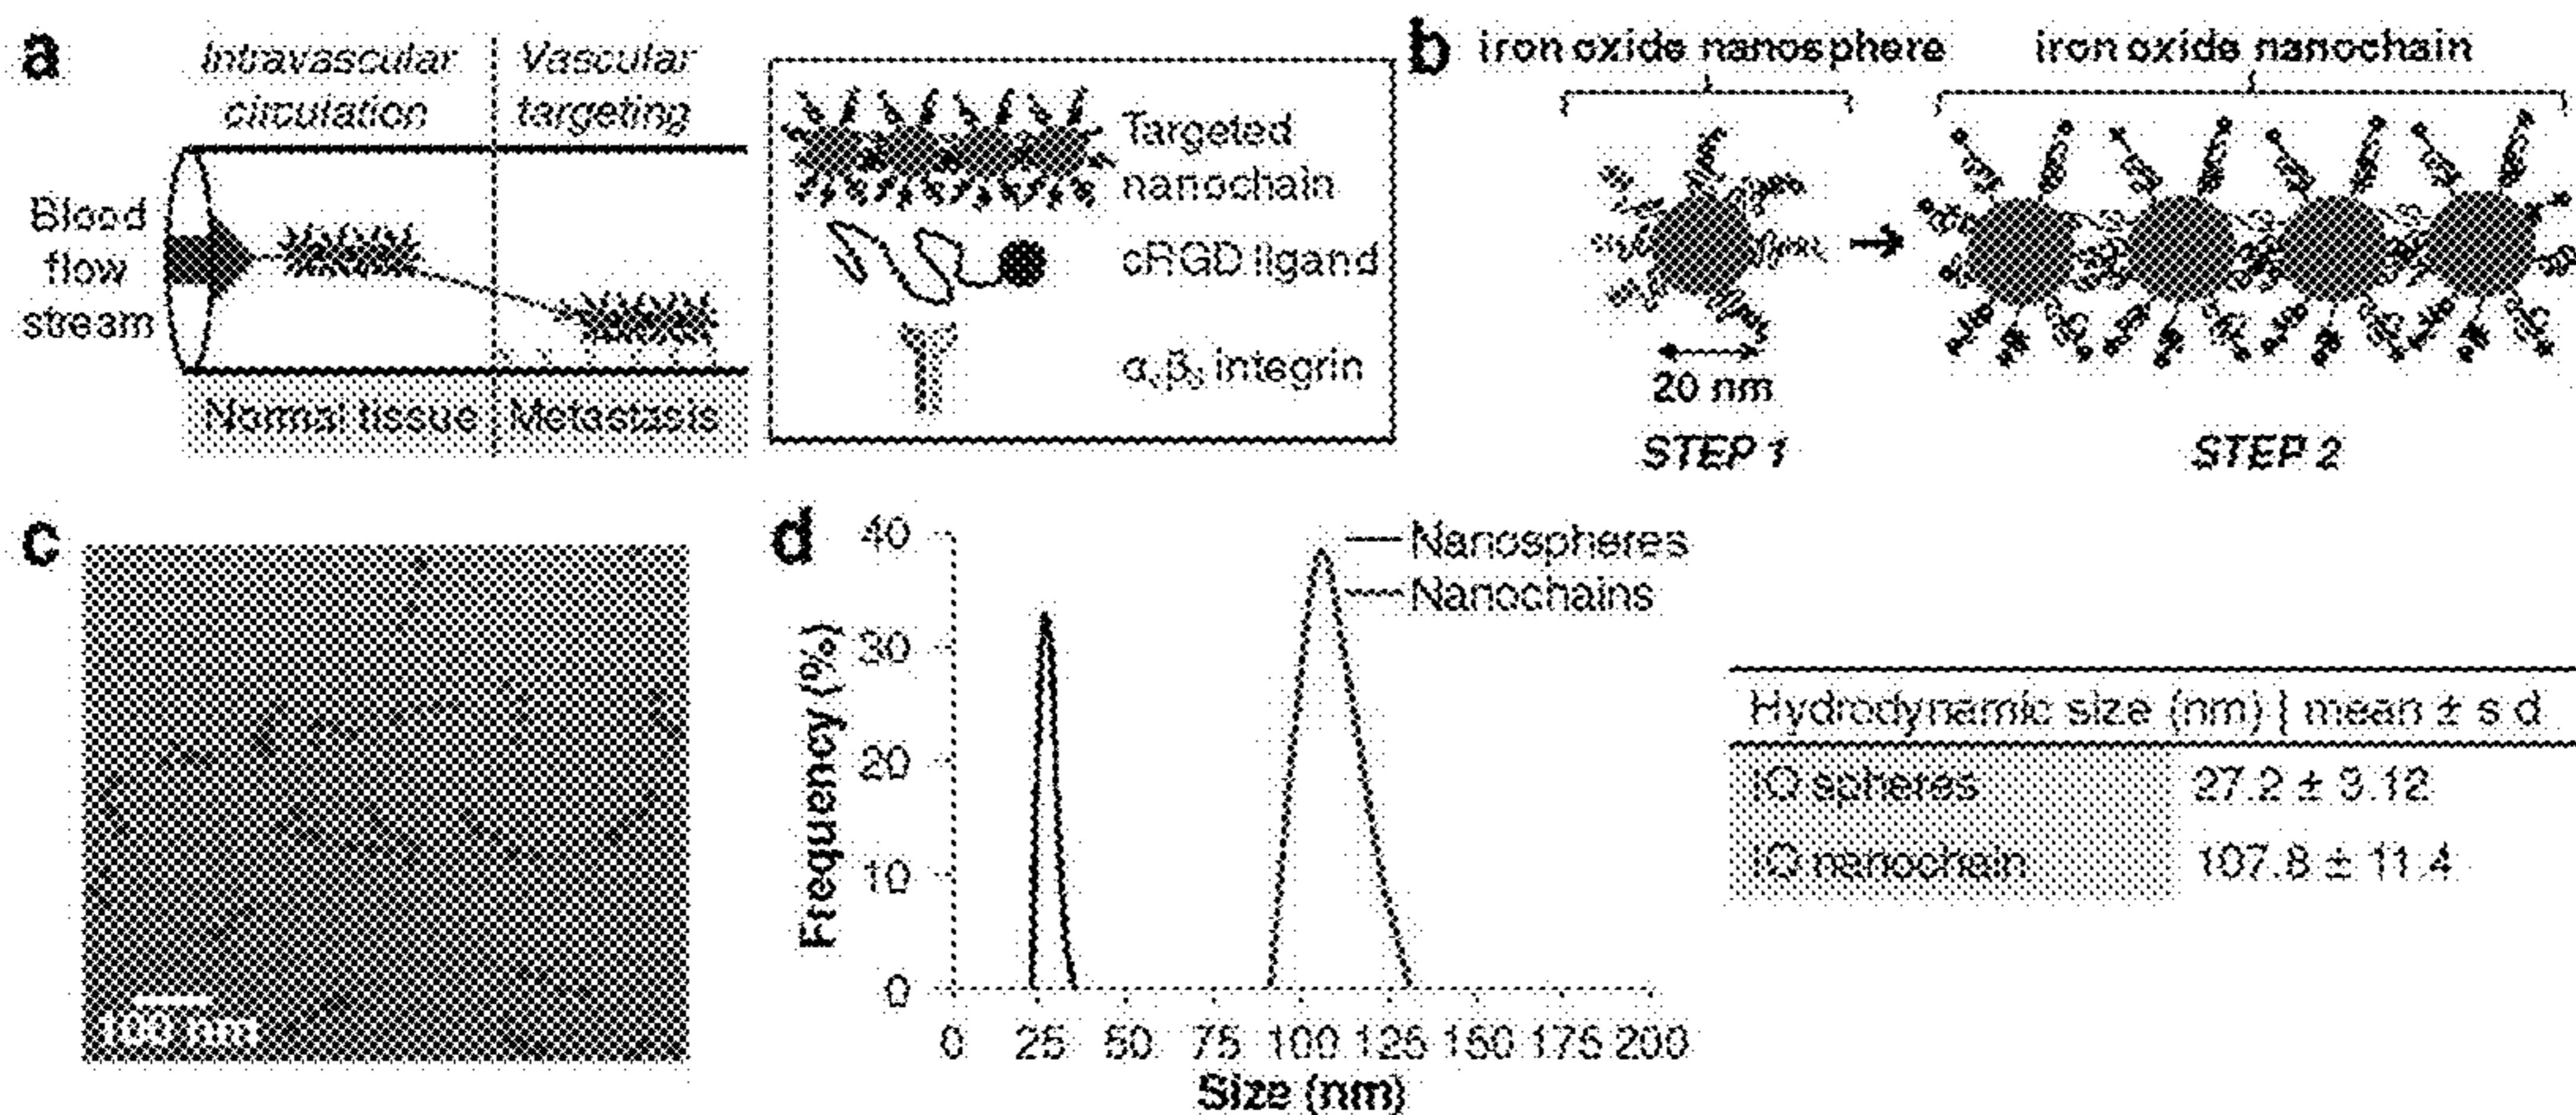 a
Intravascular
circulation
Vascular
targeting
Blood
flow
stream
Normal tissue
Metastasis
Targeted
nanochain
cRGD ligand
αᵥβ₃ integrin
b
iron oxide nanosphere
iron oxide nanochain
20 nm
STEP 1
STEP 2
c
100 nm
d
Frequency (%)
40
30
20
10
0
Nanospheres
Nanochains
0 25 50 75 100 125 150 175 200
Size (nm)
Hydrodynamic size (nm) | mean ± s.d
IO spheres 27.2 ± 3.12
IO nanochain 107.8 ± 11.4